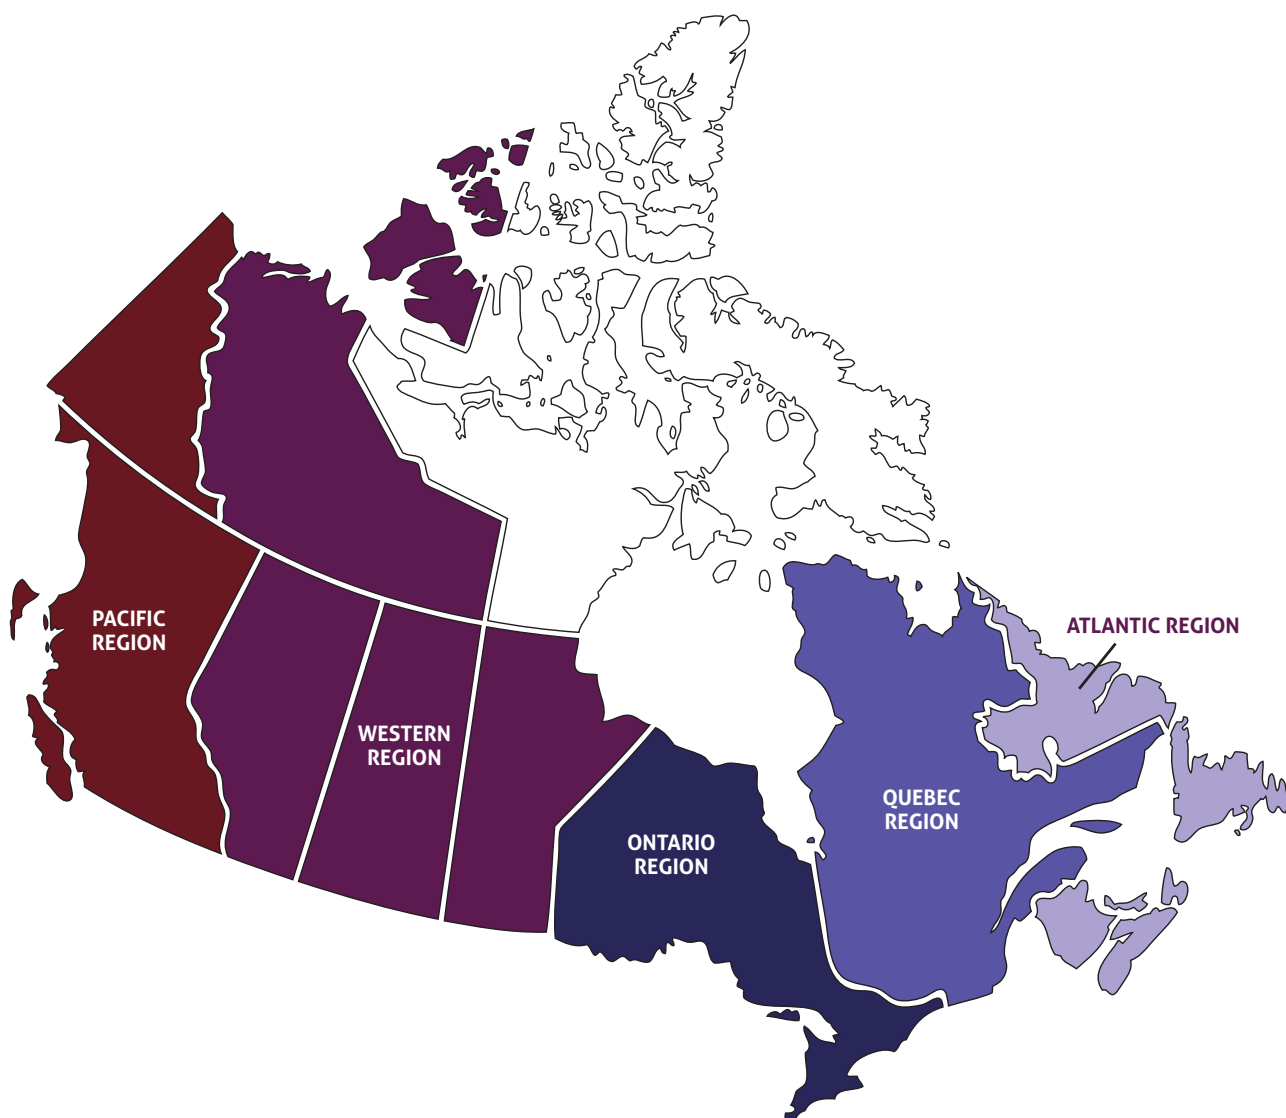 PACIFIC
REGION
WESTERN
REGION
ONTARIO
REGION
QUEBEC
REGION
ATLANTIC REGION